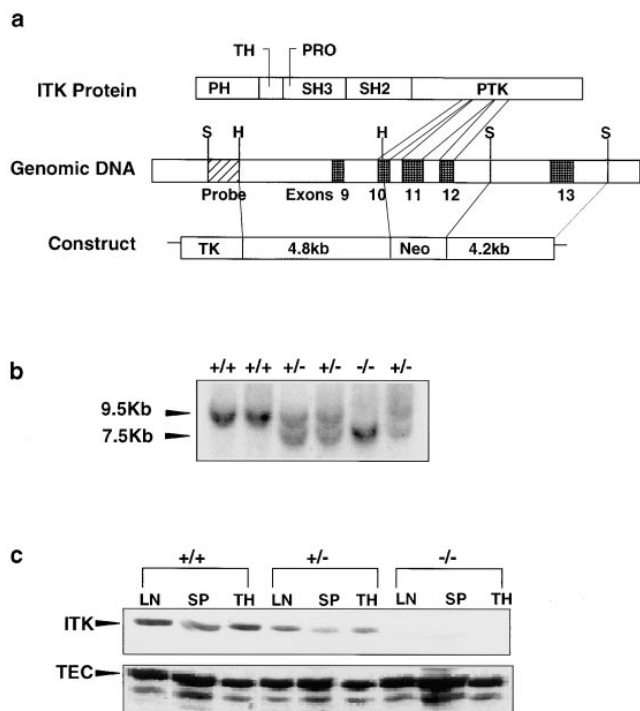 a
TH PRO
ITK Protein PH SH3 SH2 PTK
S H H S S
Genomic DNA
Probe Exons 9 10 11 12 13
Construct TK 4.8kb Neo 4.2kb
b
+/+ +/+ +/- +/- -/- +/-
9.5Kb
7.5Kb
c
+/+ +/- -/-
LN SP TH LN SP TH LN SP TH
ITK
TEC